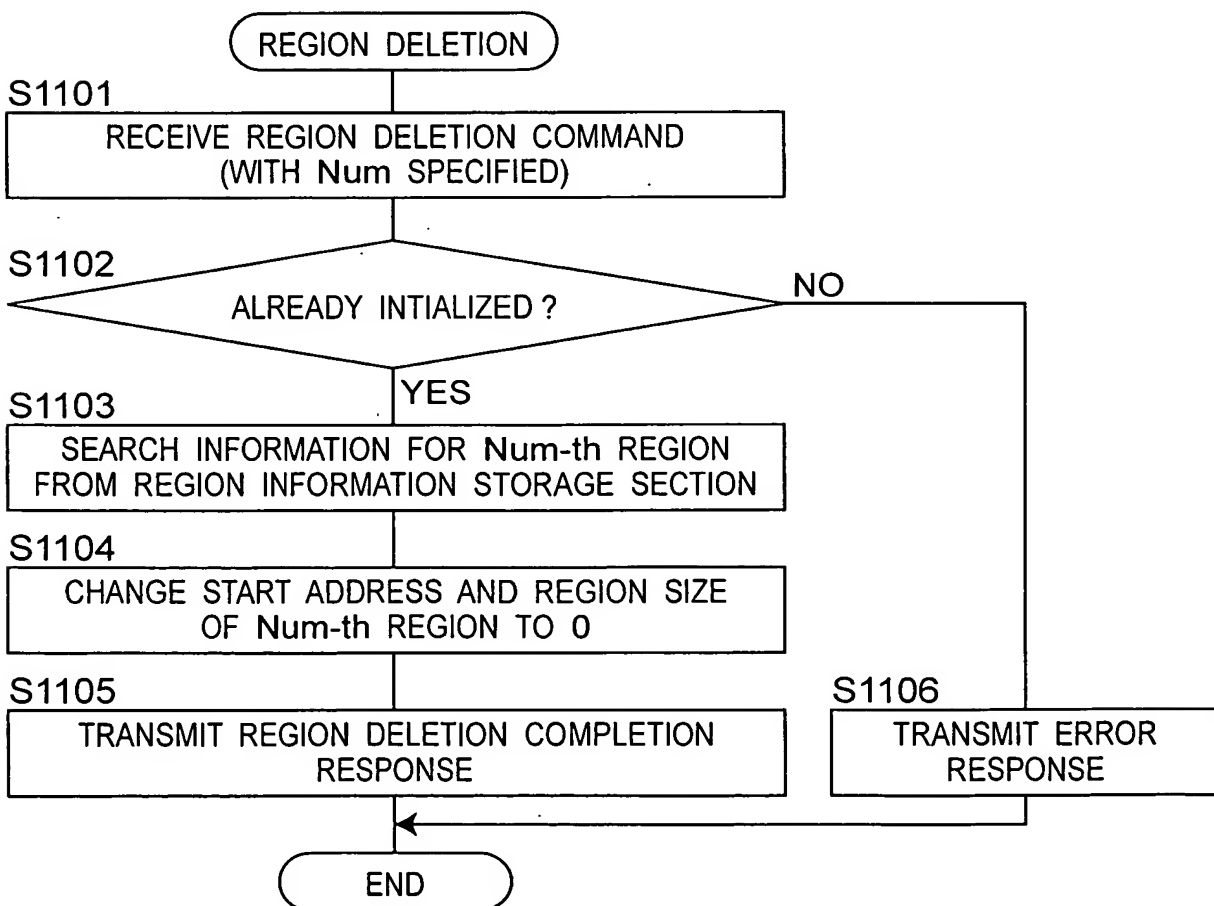 REGION DELETION
S1101
RECEIVE REGION DELETION COMMAND
(WITH Num SPECIFIED)
S1102
ALREADY INTIALIZED ?
NO
YES
S1103
SEARCH INFORMATION FOR Num-th REGION
FROM REGION INFORMATION STORAGE SECTION
S1104
CHANGE START ADDRESS AND REGION SIZE
OF Num-th REGION TO 0
S1105
TRANSMIT REGION DELETION COMPLETION
RESPONSE
S1106
TRANSMIT ERROR
RESPONSE
END